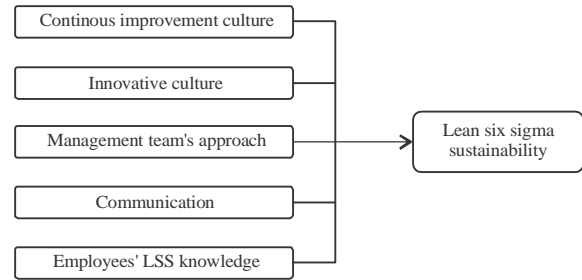 Continous improvement culture
Innovative culture
Management team's approach
Communication
Employees' LSS knowledge
Lean six sigma
sustainability